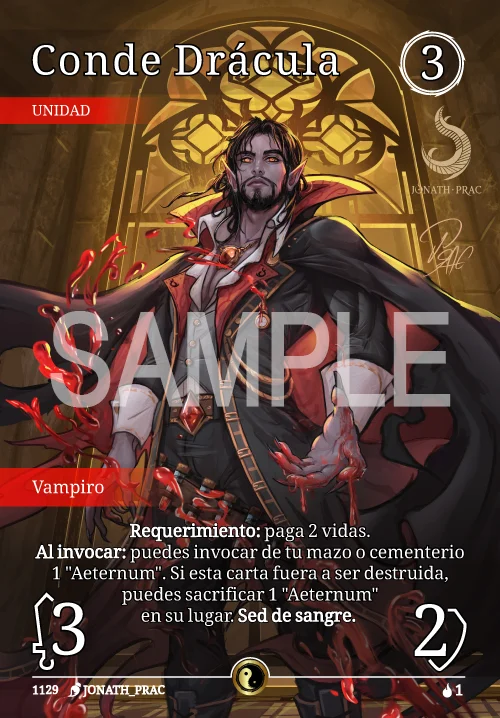 Conde Drácula
3
UNIDAD
JONATH·PRAC
SAMPLE
Vampiro
Requerimiento: paga 2 vidas.
Al invocar: puedes invocar de tu mazo o cementerio
1 "Aeternum". Si esta carta fuera a ser destruida,
puedes sacrificar 1 "Aeternum"
en su lugar. Sed de sangre.
3
2
1129 JONATH_PRAC
1